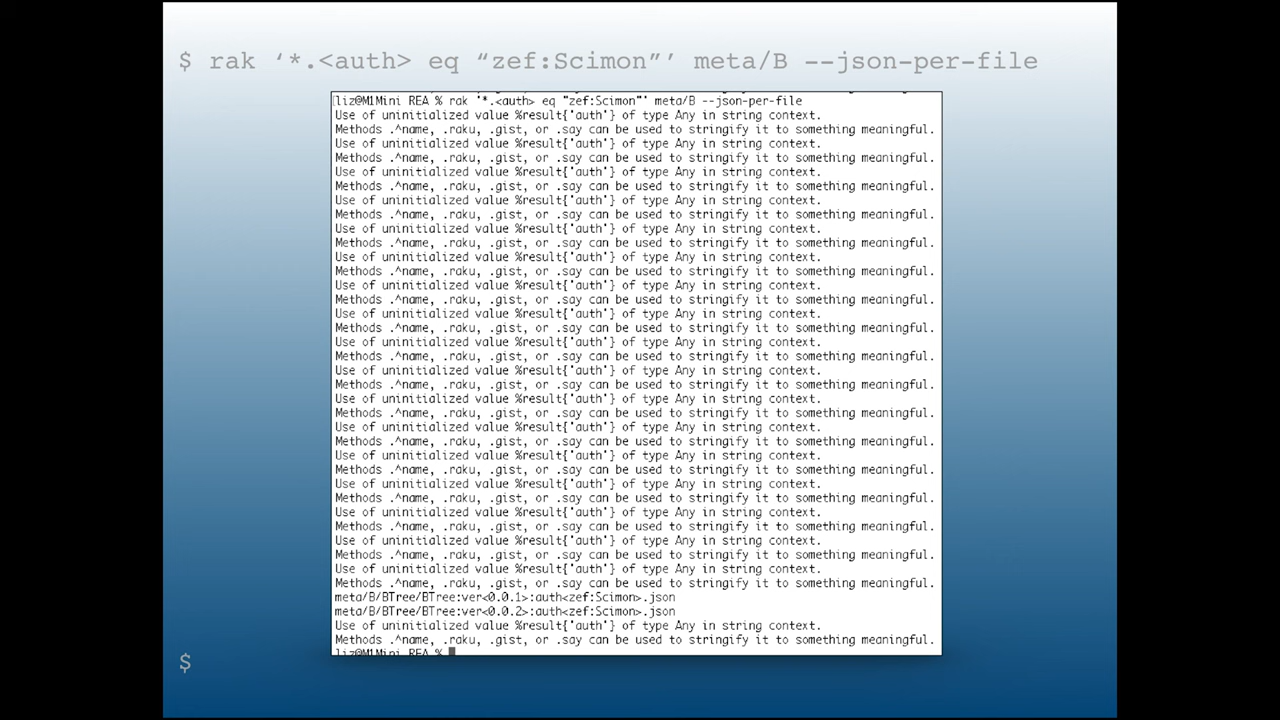 $ rak ‘*.<auth> eq “zef:Scimon”’ meta/B --json-per-file
liz@M1Mini REA % rak '*.<auth> eq "zef:Scimon"' meta/B --json-per-file
Use of uninitialized value %result{'auth'} of type Any in string context.
Methods .^name, .raku, .gist, or .say can be used to stringify it to something meaningful.
Use of uninitialized value %result{'auth'} of type Any in string context.
Methods .^name, .raku, .gist, or .say can be used to stringify it to something meaningful.
Use of uninitialized value %result{'auth'} of type Any in string context.
Methods .^name, .raku, .gist, or .say can be used to stringify it to something meaningful.
Use of uninitialized value %result{'auth'} of type Any in string context.
Methods .^name, .raku, .gist, or .say can be used to stringify it to something meaningful.
Use of uninitialized value %result{'auth'} of type Any in string context.
Methods .^name, .raku, .gist, or .say can be used to stringify it to something meaningful.
Use of uninitialized value %result{'auth'} of type Any in string context.
Methods .^name, .raku, .gist, or .say can be used to stringify it to something meaningful.
Use of uninitialized value %result{'auth'} of type Any in string context.
Methods .^name, .raku, .gist, or .say can be used to stringify it to something meaningful.
Use of uninitialized value %result{'auth'} of type Any in string context.
Methods .^name, .raku, .gist, or .say can be used to stringify it to something meaningful.
Use of uninitialized value %result{'auth'} of type Any in string context.
Methods .^name, .raku, .gist, or .say can be used to stringify it to something meaningful.
Use of uninitialized value %result{'auth'} of type Any in string context.
Methods .^name, .raku, .gist, or .say can be used to stringify it to something meaningful.
Use of uninitialized value %result{'auth'} of type Any in string context.
Methods .^name, .raku, .gist, or .say can be used to stringify it to something meaningful.
Use of uninitialized value %result{'auth'} of type Any in string context.
Methods .^name, .raku, .gist, or .say can be used to stringify it to something meaningful.
Use of uninitialized value %result{'auth'} of type Any in string context.
Methods .^name, .raku, .gist, or .say can be used to stringify it to something meaningful.
Use of uninitialized value %result{'auth'} of type Any in string context.
Methods .^name, .raku, .gist, or .say can be used to stringify it to something meaningful.
Use of uninitialized value %result{'auth'} of type Any in string context.
Methods .^name, .raku, .gist, or .say can be used to stringify it to something meaningful.
Use of uninitialized value %result{'auth'} of type Any in string context.
Methods .^name, .raku, .gist, or .say can be used to stringify it to something meaningful.
Use of uninitialized value %result{'auth'} of type Any in string context.
Methods .^name, .raku, .gist, or .say can be used to stringify it to something meaningful.
meta/B/BTree/BTree:ver<0.0.1>:auth<zef:Scimon>.json
meta/B/BTree/BTree:ver<0.0.2>:auth<zef:Scimon>.json
Use of uninitialized value %result{'auth'} of type Any in string context.
Methods .^name, .raku, .gist, or .say can be used to stringify it to something meaningful.
liz@M1Mini REA %
$